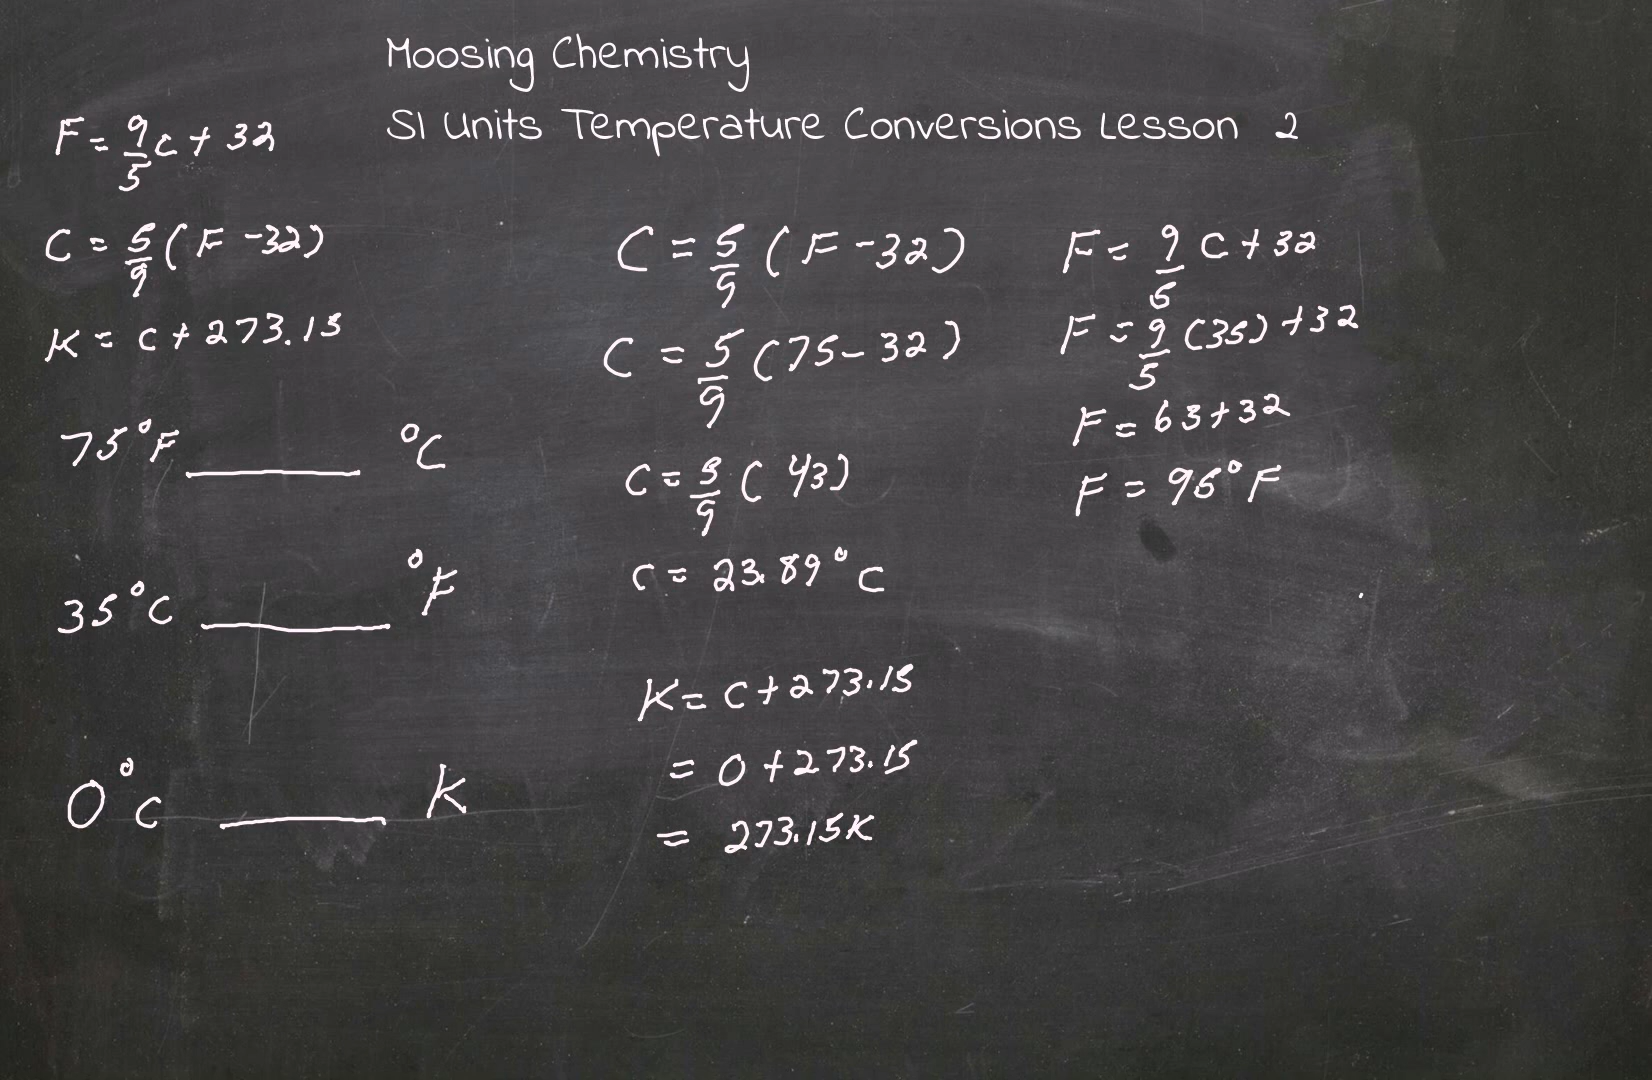 Moosing Chemistry
SI Units Temperature Conversions Lesson 2
F = 9/5 C + 32
C = 5/9 (F - 32)
K = C + 273.15
75°F ______ °C
35°C ______ °F
0°C ______ K
C = 5/9 (F - 32)
C = 5/9 (75 - 32)
C = 5/9 (43)
C = 23.89°C
K = C + 273.15
= 0 + 273.15
= 273.15K
F = 9/5 C + 32
F = 9/5 (35) + 32
F = 63 + 32
F = 95°F